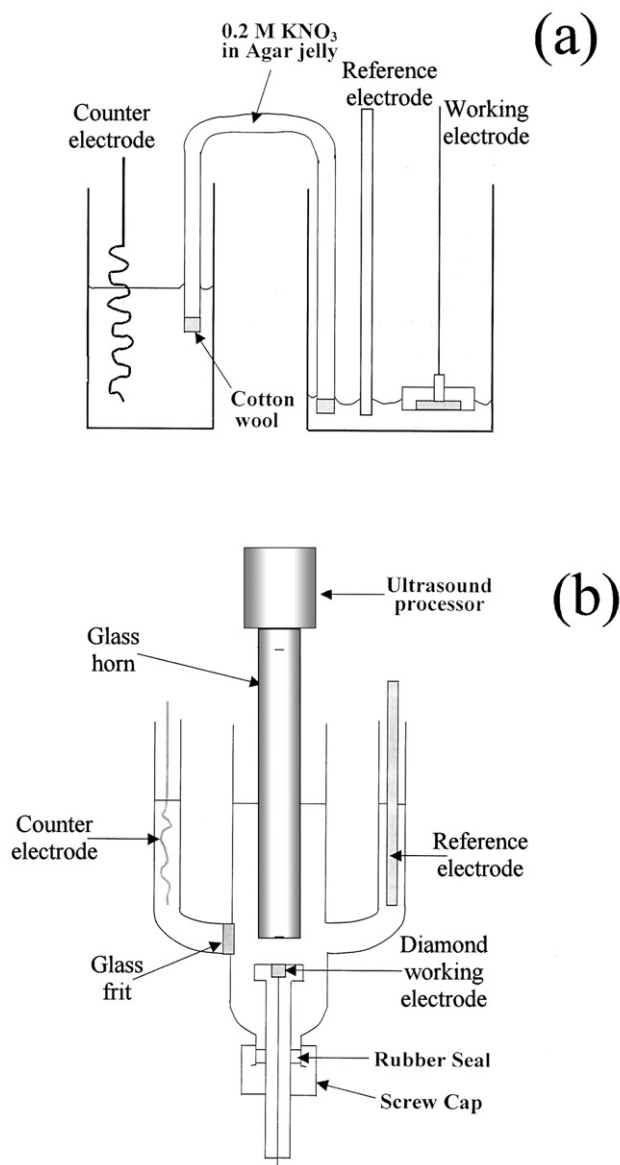 (a)
0.2 M KNO₃
in Agar jelly
Reference
electrode
Counter
electrode
Working
electrode
Cotton
wool
(b)
Ultrasound
processor
Glass
horn
Counter
electrode
Reference
electrode
Glass
frit
Diamond
working
electrode
Rubber Seal
Screw Cap